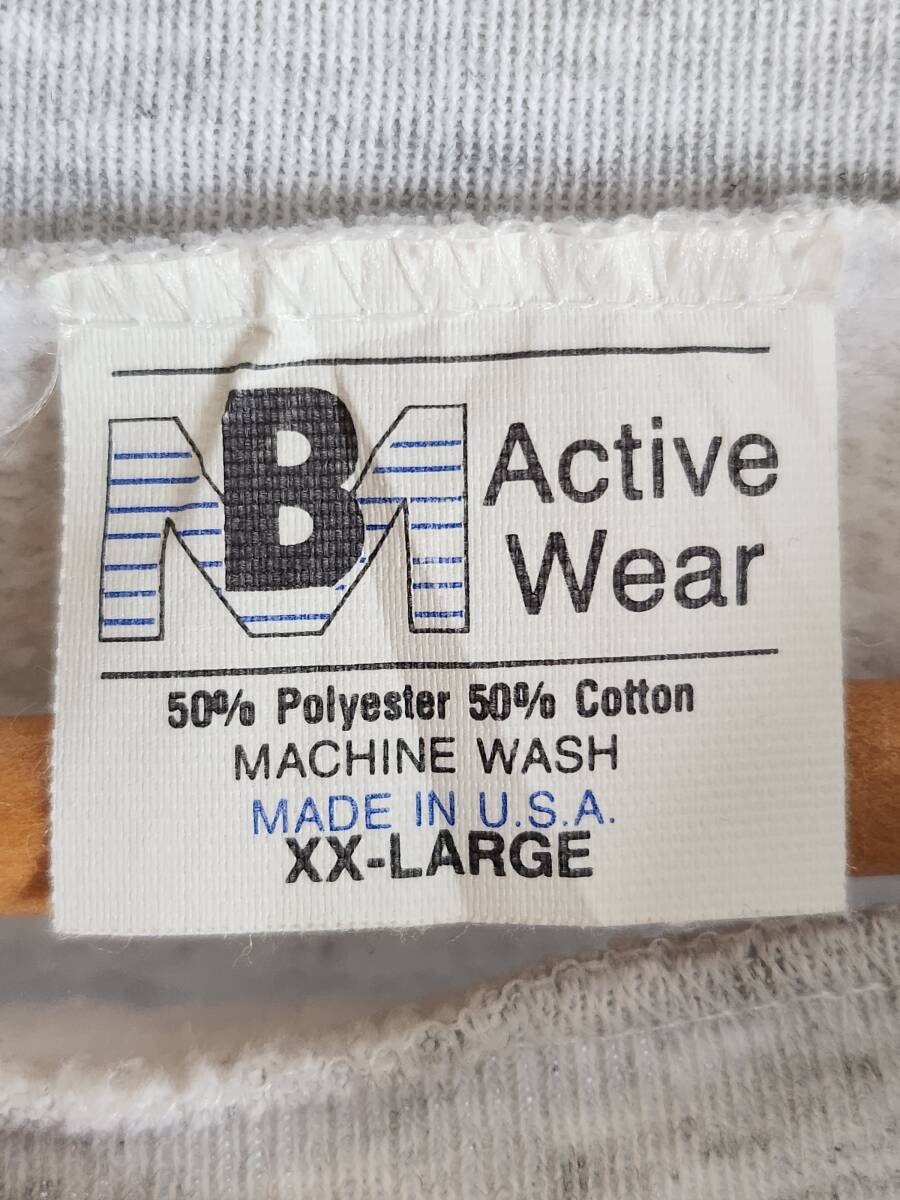 MB Active
Wear
50% Polyester 50% Cotton
MACHINE WASH
MADE IN U.S.A.
XX-LARGE